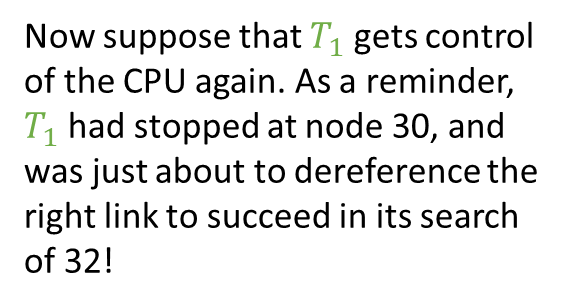 Now suppose that T₁ gets control
of the CPU again. As a reminder,
T₁ had stopped at node 30, and
was just about to dereference the
right link to succeed in its search
of 32!